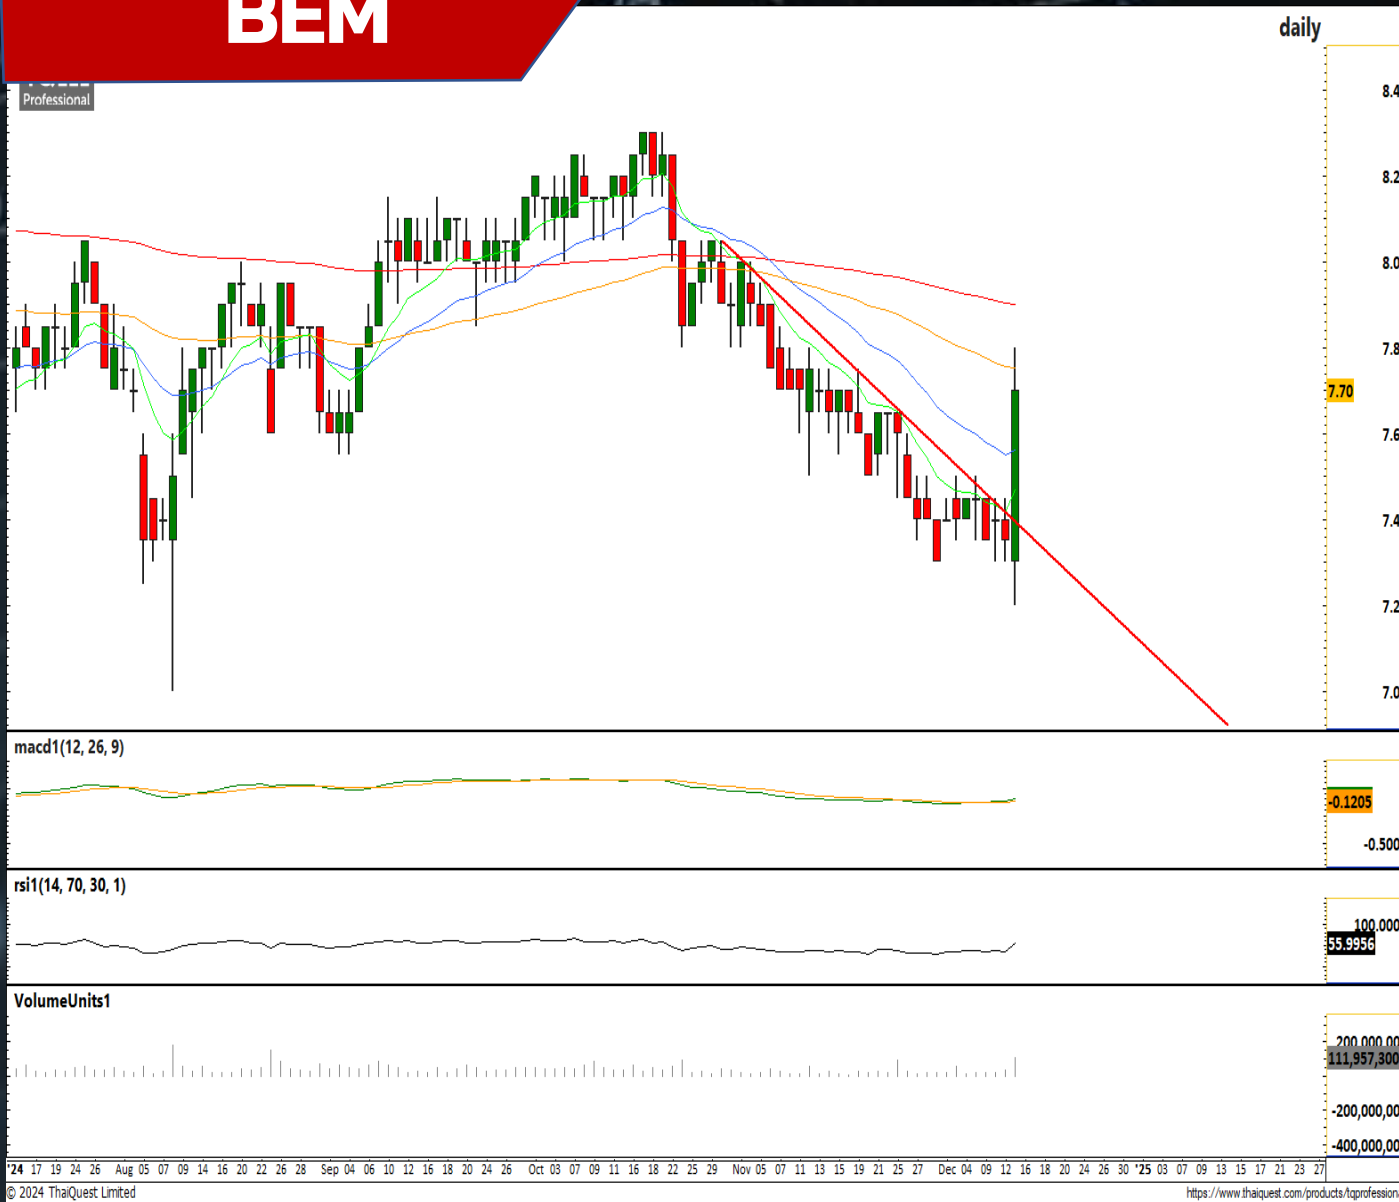 BEM
daily
Professional
8.4
8.2
8.0
7.8
7.70
7.6
7.4
7.2
7.0
macd1(12, 26, 9)
-0.1205
-0.500
rsi1(14, 70, 30, 1)
100.000
55.9956
VolumeUnits1
200,000,00
111,957,300
-200,000,00
-400,000,00
'24 17 19 24 26 Aug 05 07 09 14 16 20 22 26 28 Sep 04 06 10 12 16 18 20 24 26 Oct 03 07 09 11 16 18 22 25 29 Nov 05 07 11 13 15 19 21 25 27 Dec 04 06 09 12 16 18 20 24 26 30 '25 03 07 09 13 15 17 21 23 27
© 2024 ThaiQuest Limited
https://www.thaiquest.com/products/tqprofession